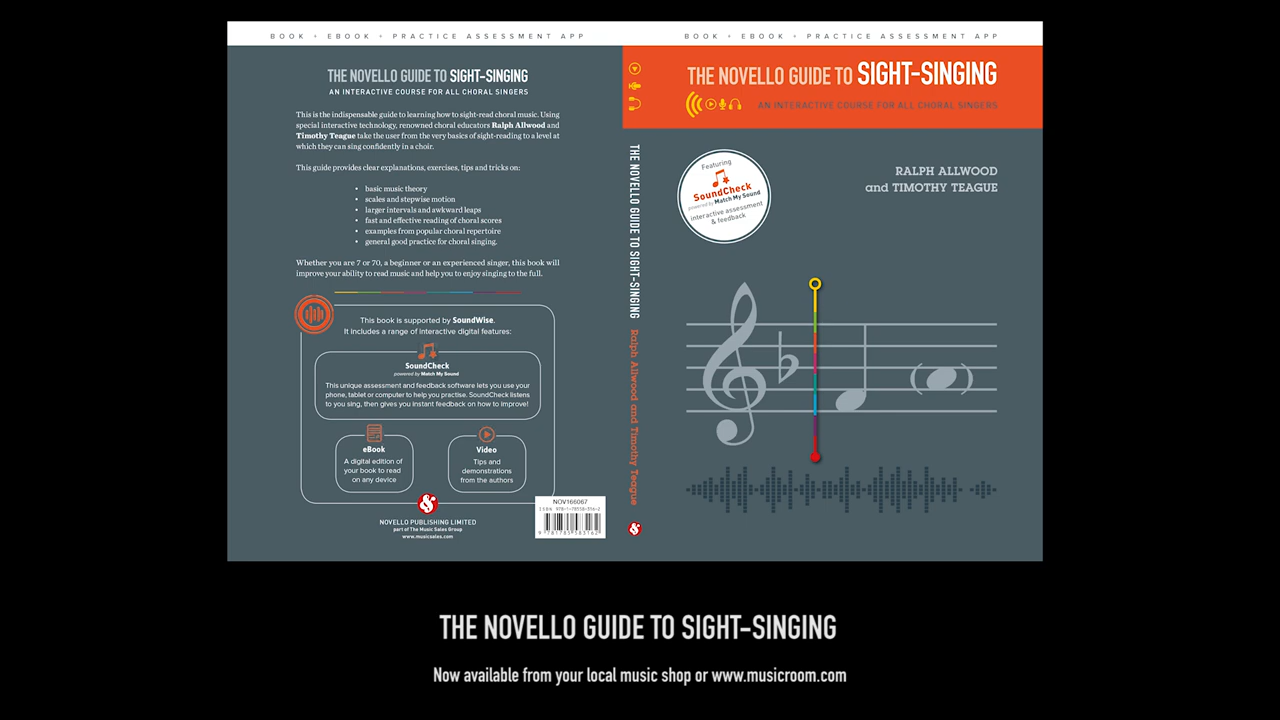 BOOK • EBOOK • PRACTICE ASSESSMENT APP
THE NOVELLO GUIDE TO SIGHT-SINGING
AN INTERACTIVE COURSE FOR ALL CHORAL SINGERS
This is the indispensable guide to learning how to sight-read choral music. Using
special interactive technology, renowned choral educators Ralph Allwood and
Timothy Teague take the user from the very basics of sight-reading to a level at
which they can sing confidently in a choir.
This guide provides clear explanations, exercises, tips and tricks on:
• basic music theory
• scales and stepwise motion
• larger intervals and awkward leaps
• fast and effective reading of choral scores
• examples from popular choral repertoire
• general good practice for choral singing.
Whether you are 7 or 70, a beginner or an experienced singer, this book will
improve your ability to read music and help you to enjoy singing to the full.
This book is supported by SoundWise.
It includes a range of interactive digital features:
SoundCheck
powered by Match My Sound
This unique assessment and feedback software lets you use your
phone, tablet or computer to help you practise. SoundCheck listens
to you sing, then gives you instant feedback on how to improve!
eBook
A digital edition of
your book to read
on any device
Video
Tips and
demonstrations
from the authors
NOVELLO PUBLISHING LIMITED
part of The Music Sales Group
www.musicsales.com
NOV166067
ISBN 978-1-78558-316-2
9 781785 583162
THE NOVELLO GUIDE TO SIGHT-SINGING Ralph Allwood and Timothy Teague
BOOK • EBOOK • PRACTICE ASSESSMENT APP
THE NOVELLO GUIDE TO SIGHT-SINGING
AN INTERACTIVE COURSE FOR ALL CHORAL SINGERS
Featuring
SoundCheck
powered by Match My Sound
interactive assessment
& feedback
RALPH ALLWOOD
and TIMOTHY TEAGUE
THE NOVELLO GUIDE TO SIGHT-SINGING
Now available from your local music shop or www.musicroom.com